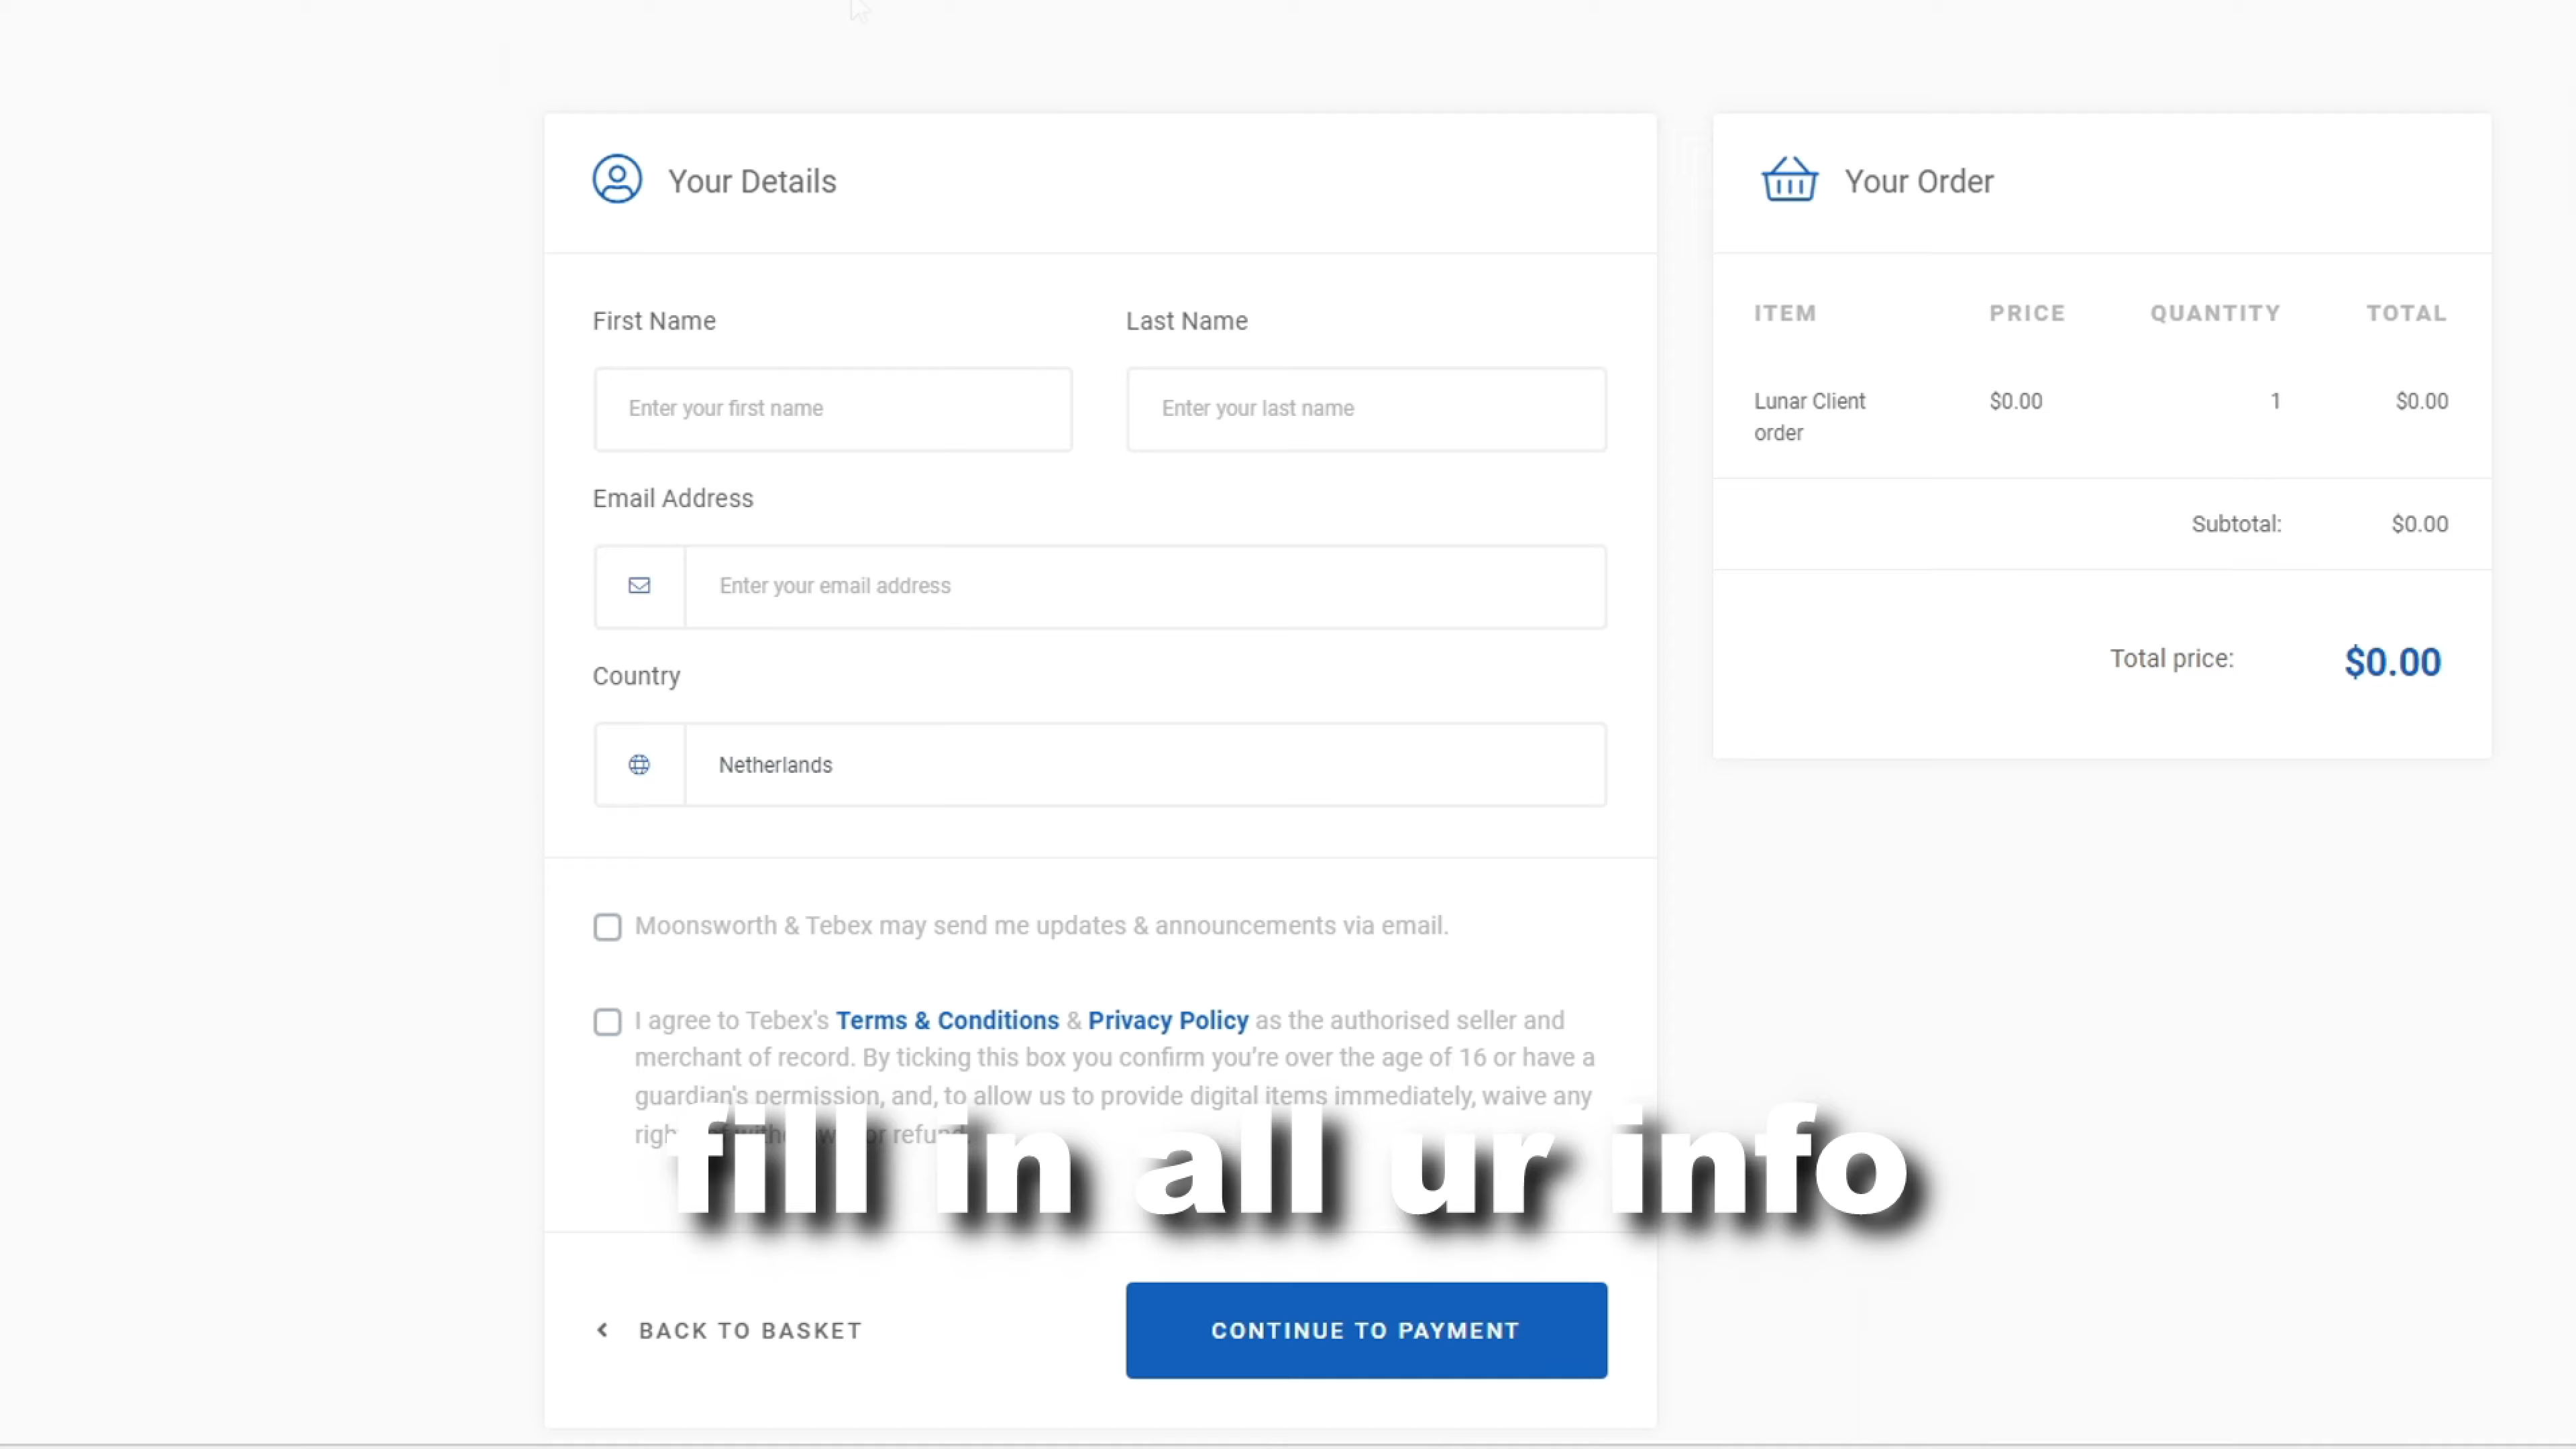 Your Details
First Name
Last Name
Enter your first name
Enter your last name
Email Address
Enter your email address
Country
Netherlands
Moonsworth & Tebex may send me updates & announcements via email.
I agree to Tebex's Terms & Conditions & Privacy Policy as the authorised seller and
merchant of record. By ticking this box you confirm you're over the age of 16 or have a
guardian's permission, and, to allow us to provide digital items immediately, waive any
or
fill in all ur info
BACK TO BASKET
CONTINUE TO PAYMENT
Your Order
ITEM PRICE QUANTITY TOTAL
Lunar Client $0.00 1 $0.00
order
Subtotal: $0.00
Total price: $0.00